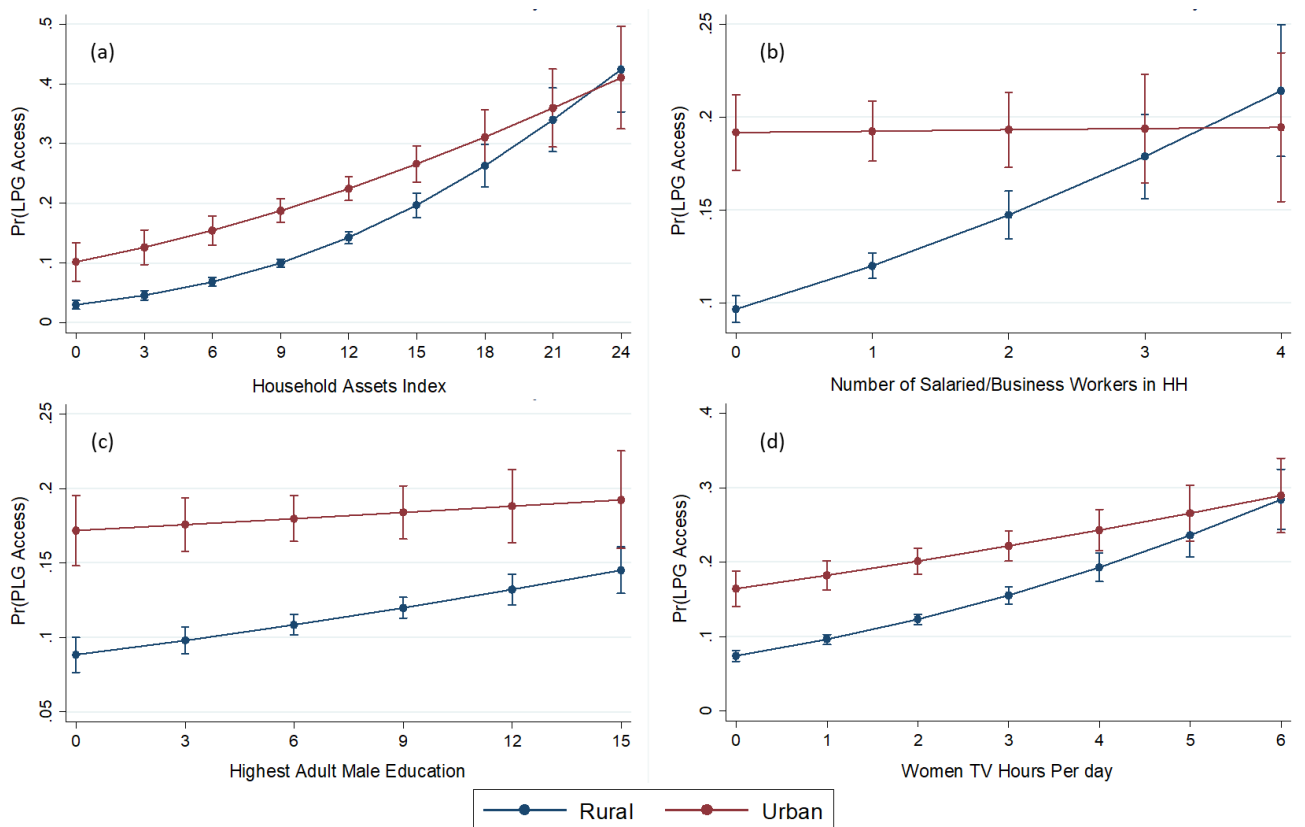 (a)
Pr(LPG Access)
.5
.4
.3
.2
.1
0
0 3 6 9 12 15 18 21 24
Household Assets Index
(b)
Pr(LPG Access)
.25
.2
.15
.1
0 1 2 3 4
Number of Salaried/Business Workers in HH
(c)
Pr(PLG Access)
.25
.2
.15
.1
.05
0 3 6 9 12 15
Highest Adult Male Education
(d)
Pr(LPG Access)
.4
.3
.2
.1
0
0 1 2 3 4 5 6
Women TV Hours Per day
Rural Urban